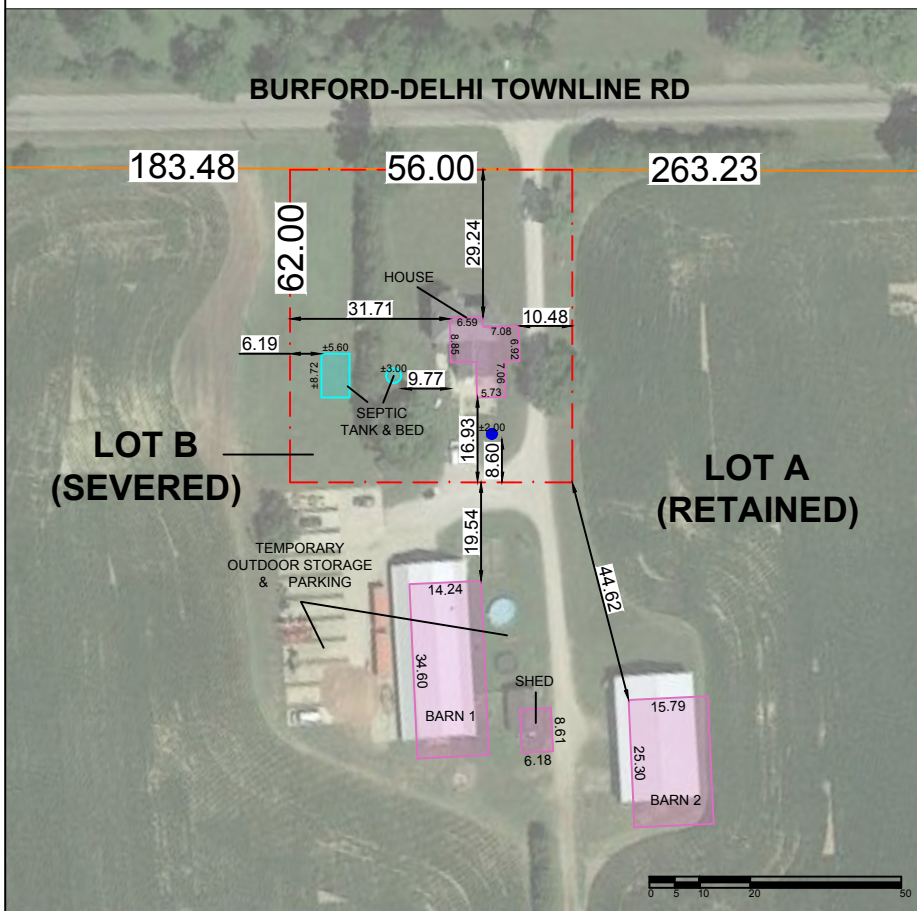 BURFORD-DELHI TOWNLINE RD
183.48
56.00
263.23
62.00
29.24
HOUSE
31.71
6.59
7.08
10.48
6.19
±5.60
8.85
6.92
±8.72
±3.00
9.77
7.06
5.73
SEPTIC
TANK & BED
16.93
±2.00
8.60
LOT B
(SEVERED)
LOT A
(RETAINED)
19.54
TEMPORARY
OUTDOOR STORAGE
& PARKING
14.24
44.62
34.60
SHED
BARN 1
8.61
6.18
15.79
25.30
BARN 2
0 5 10 20 50